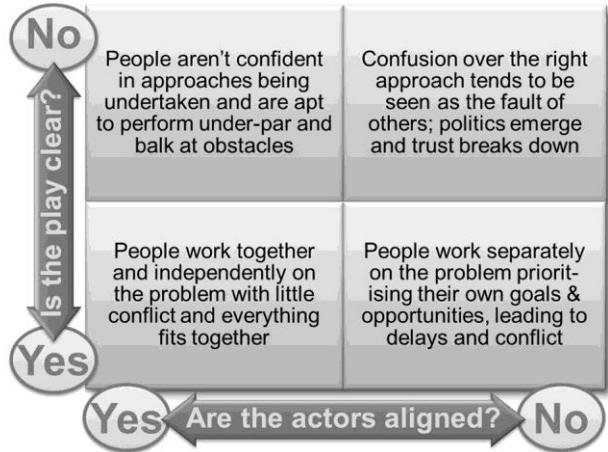 No
People aren't confident
in approaches being
undertaken and are apt
to perform under-par and
balk at obstacles
Confusion over the right
approach tends to be
seen as the fault of
others; politics emerge
and trust breaks down
Is the play clear?
People work together
and independently on
the problem with little
conflict and everything
fits together
People work separately
on the problem priorit-
ising their own goals &
opportunities, leading to
delays and conflict
Yes
Yes
Are the actors aligned?
No